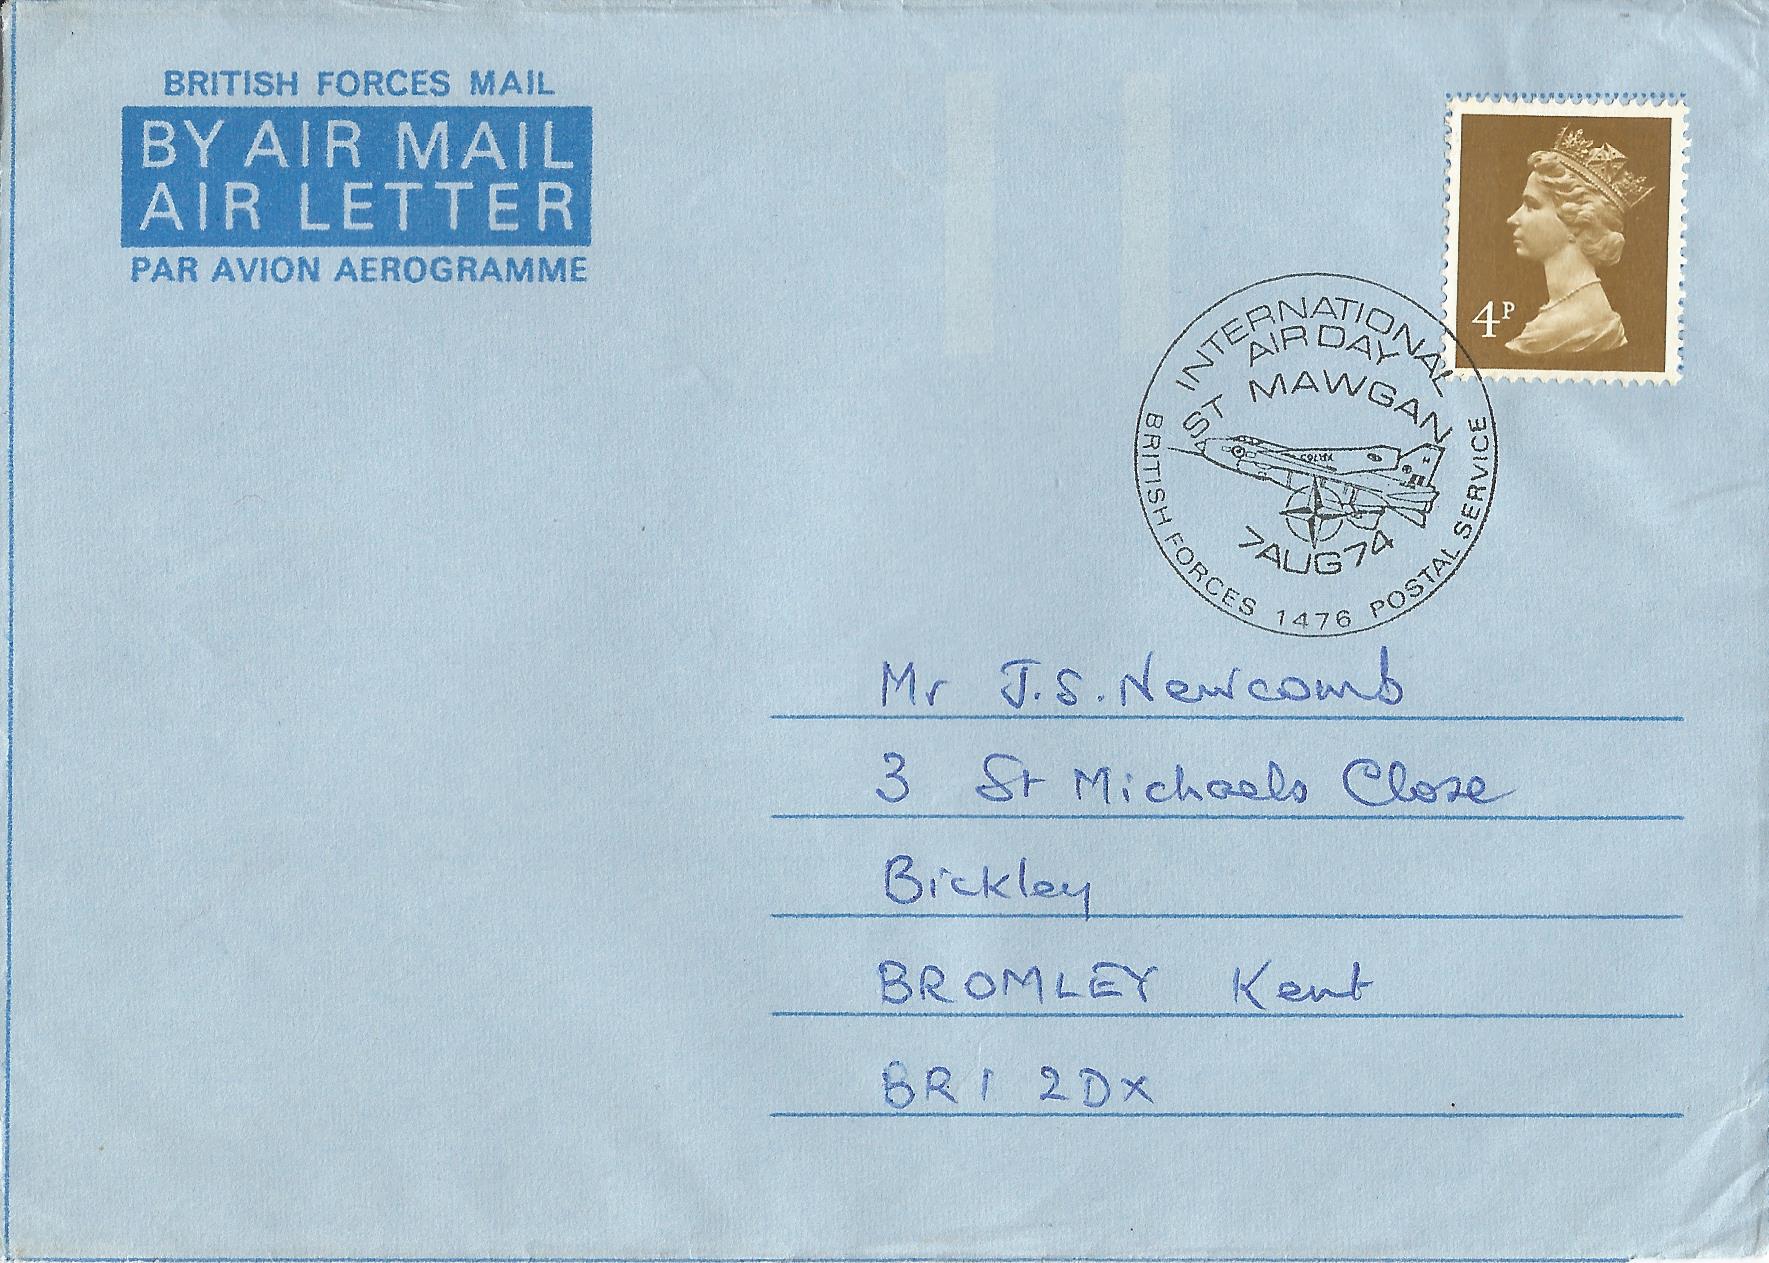 BRITISH FORCES MAIL
BY AIR MAIL
AIR LETTER
PAR AVION AEROGRAMME
4P
INTERNATIONAL
AIR DAY
ST MAWGAN
7 AUG 74
BRITISH FORCES 1476 POSTAL SERVICE
Mr J.S. Newcomb
3 St Michaels Close
Bickley
BROMLEY Kent
BR1 2DX